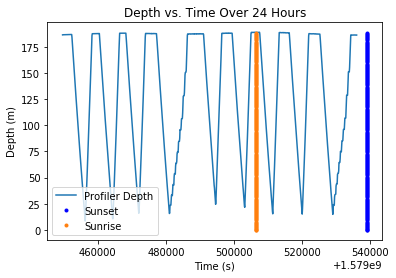 Depth vs. Time Over 24 Hours
Depth (m)
175
150
125
100
75
50
25
0
Profiler Depth
Sunset
Sunrise
460000 480000 500000 520000 540000
Time (s)
+1.579e9